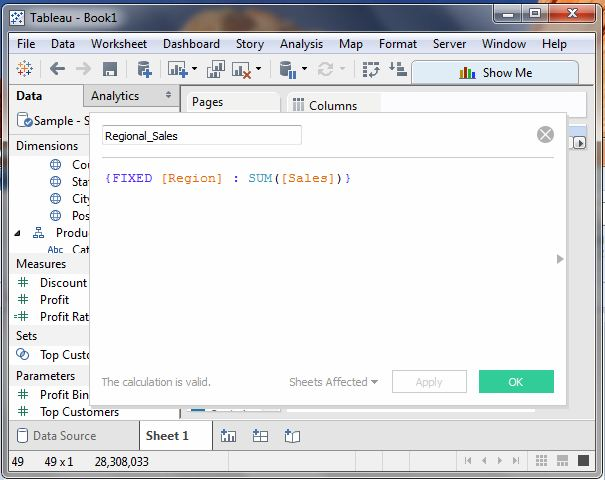 Tableau - Book1
File Data Worksheet Dashboard Story Analysis Map Format Server Window Help
Show Me
Data Analytics Pages Columns
Sample - S
Regional_Sales
Dimensions
{FIXED [Region] : SUM([Sales])}
Cou
Stat
City
Pos
Produ
Abc Cat
Measures
Discount
Profit
Profit Rat
Sets
Top Custo
Parameters
The calculation is valid. Sheets Affected Apply OK
Profit Bin
Top Customers
Data Source Sheet 1
49 49 x 1 28,308,033